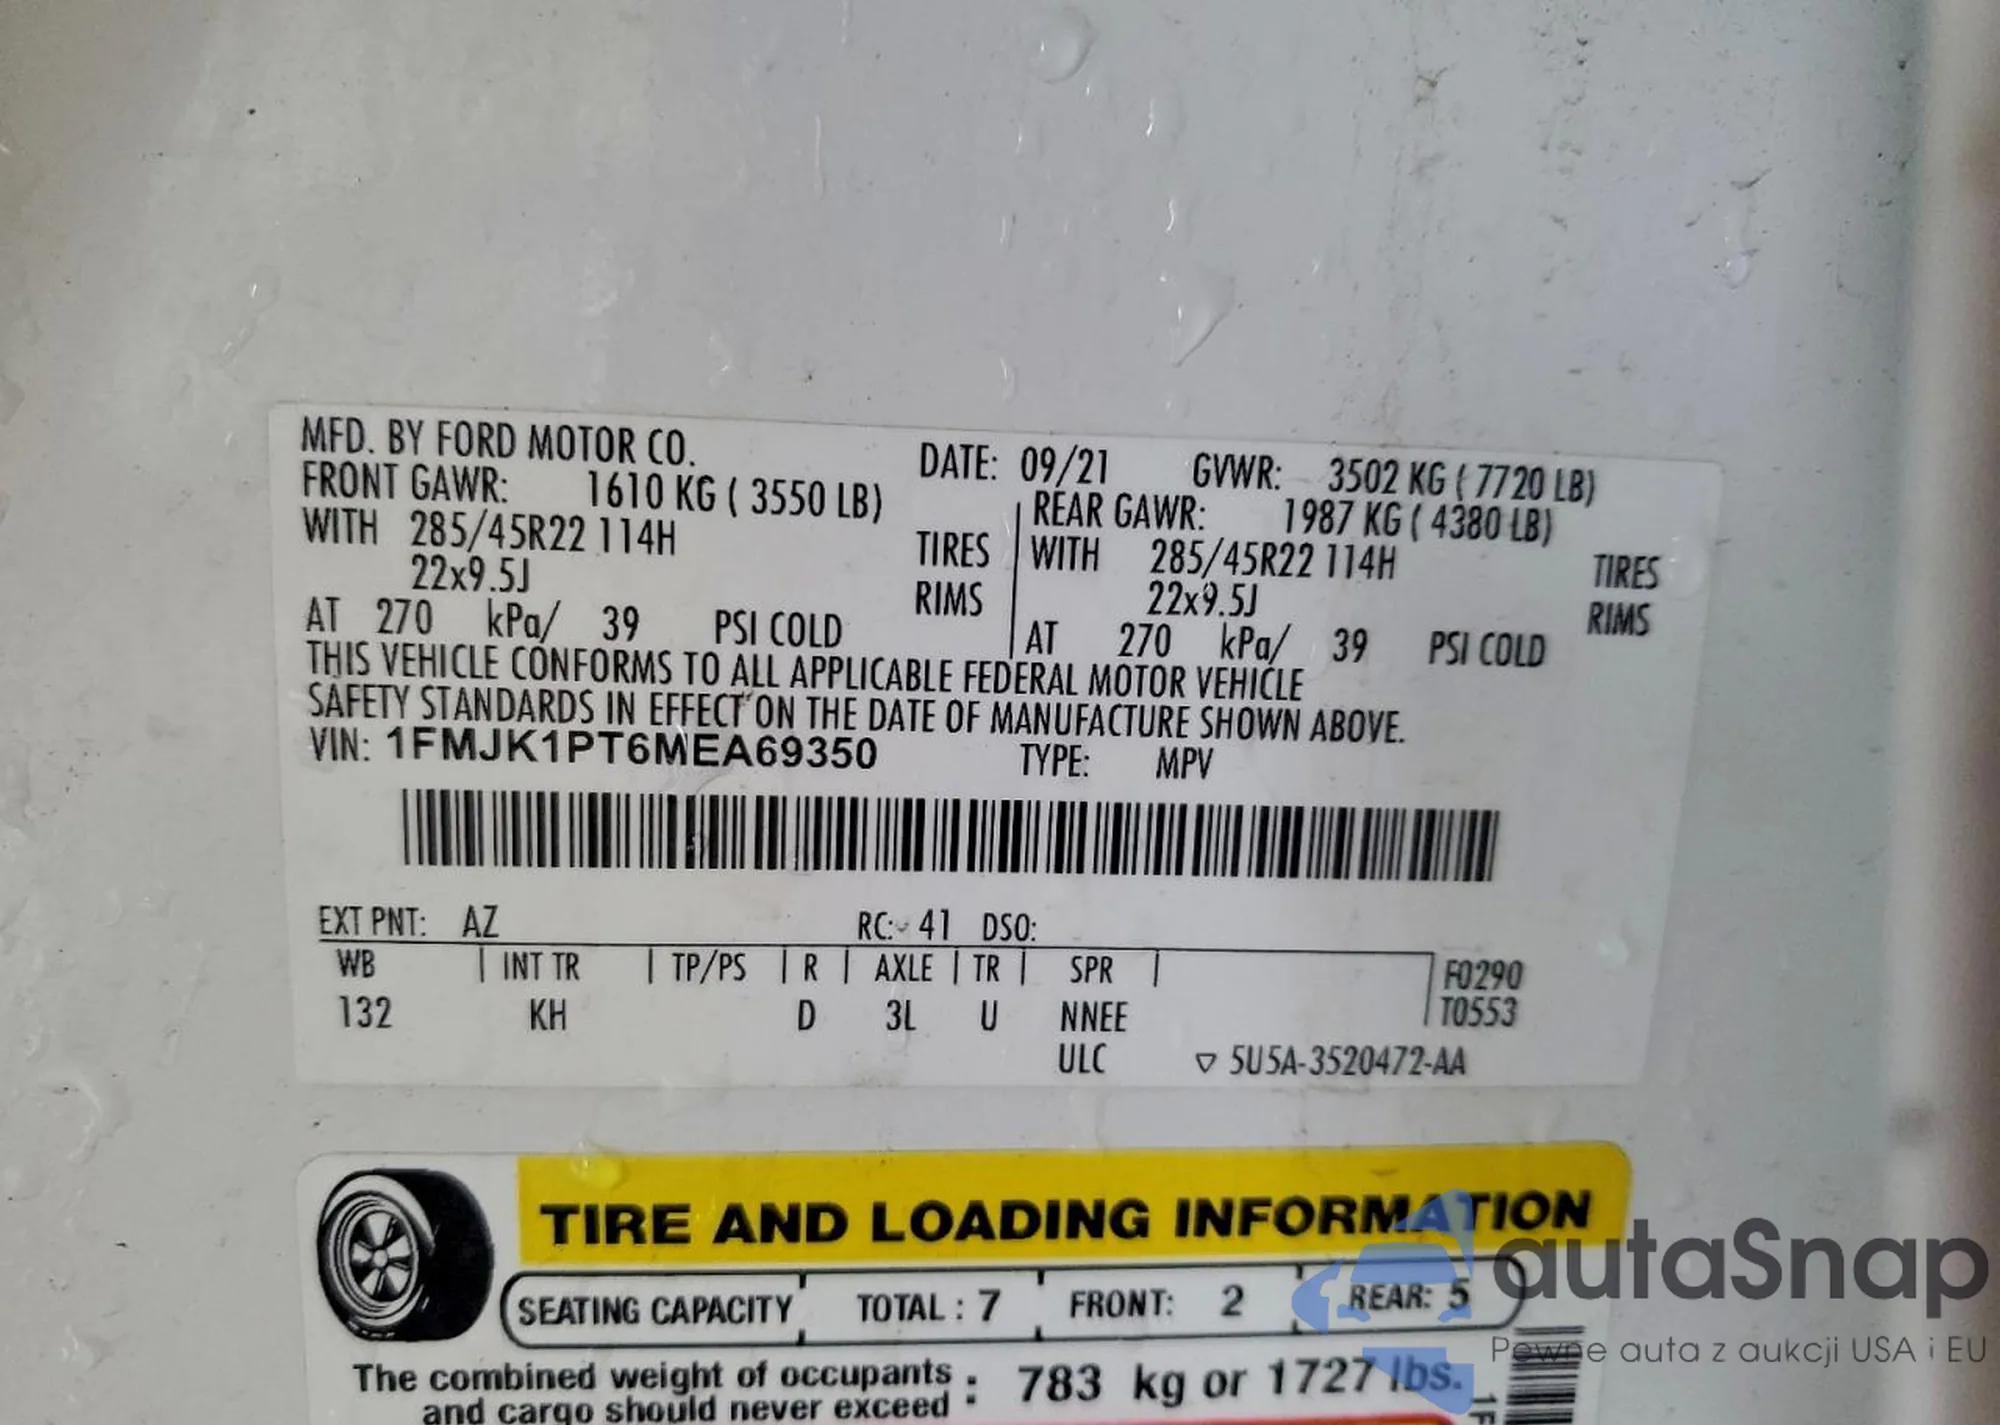 MFD. BY FORD MOTOR CO. DATE: 09/21 GVWR: 3502 KG ( 7720 LB)
FRONT GAWR: 1610 KG ( 3550 LB) REAR GAWR: 1987 KG ( 4380 LB)
WITH 285/45R22 114H TIRES WITH 285/45R22 114H TIRES
22x9.5J RIMS 22x9.5J RIMS
AT 270 kPa/ 39 PSI COLD AT 270 kPa/ 39 PSI COLD
THIS VEHICLE CONFORMS TO ALL APPLICABLE FEDERAL MOTOR VEHICLE
SAFETY STANDARDS IN EFFECT ON THE DATE OF MANUFACTURE SHOWN ABOVE.
VIN: 1FMJK1PT6MEA69350 TYPE: MPV
EXT PNT: AZ RC: 41 DSO:
WB | INT TR | TP/PS | R | AXLE | TR | SPR | F0290
132 KH D 3L U NNEE T0553
ULC ▽ 5U5A-3520472-AA
TIRE AND LOADING INFORMATION
SEATING CAPACITY TOTAL : 7 FRONT: 2 REAR: 5
The combined weight of occupants
and cargo should never exceed : 783 kg or 1727 lbs.
1F
autaSnap
Pewne auta z aukcji USA i EU